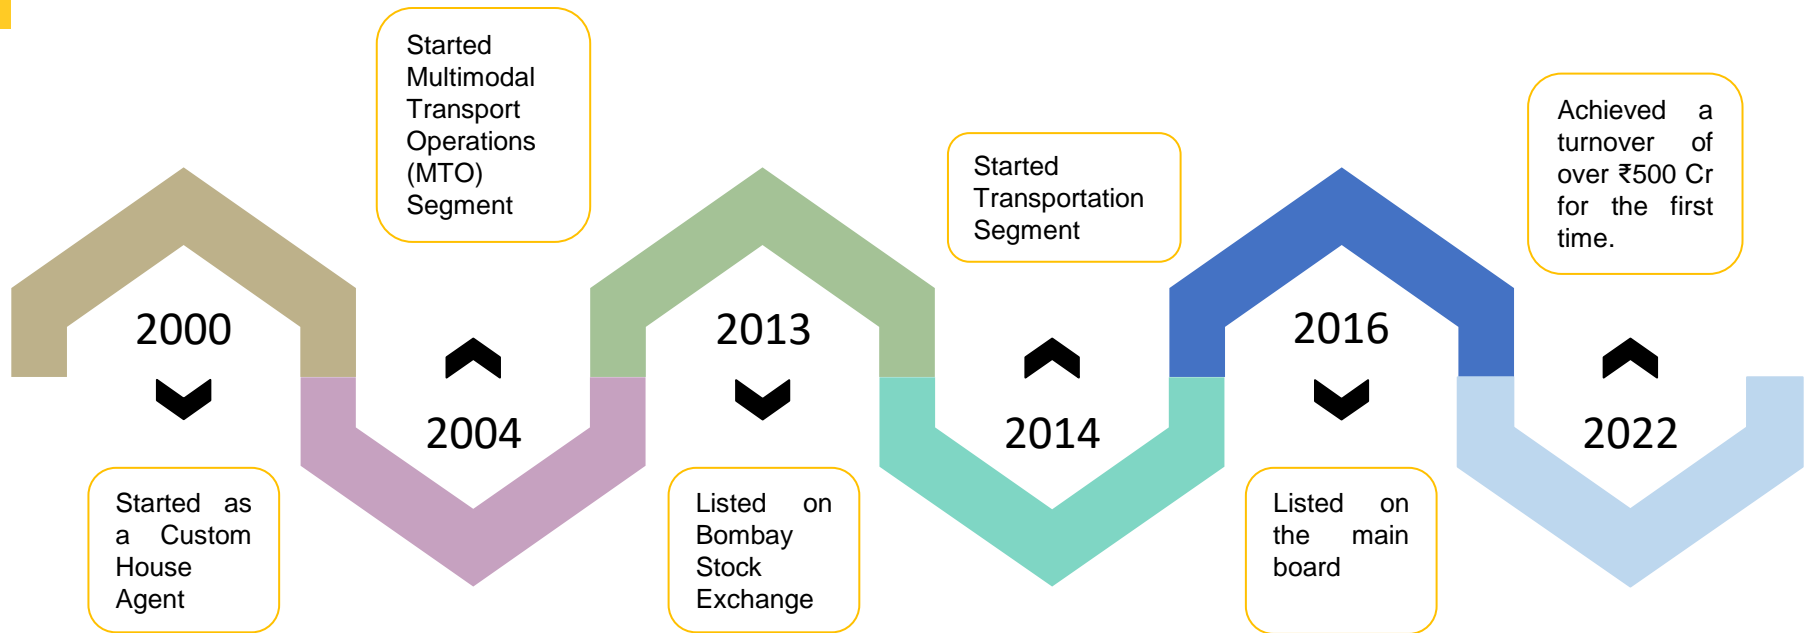 2000
Started as
a Custom
House
Agent
Started
Multimodal
Transport
Operations
(MTO)
Segment
2004
2013
Listed on
Bombay
Stock
Exchange
Started
Transportation
Segment
2014
2016
Listed on
the main
board
Achieved a
turnover of
over ₹500 Cr
for the first
time.
2022